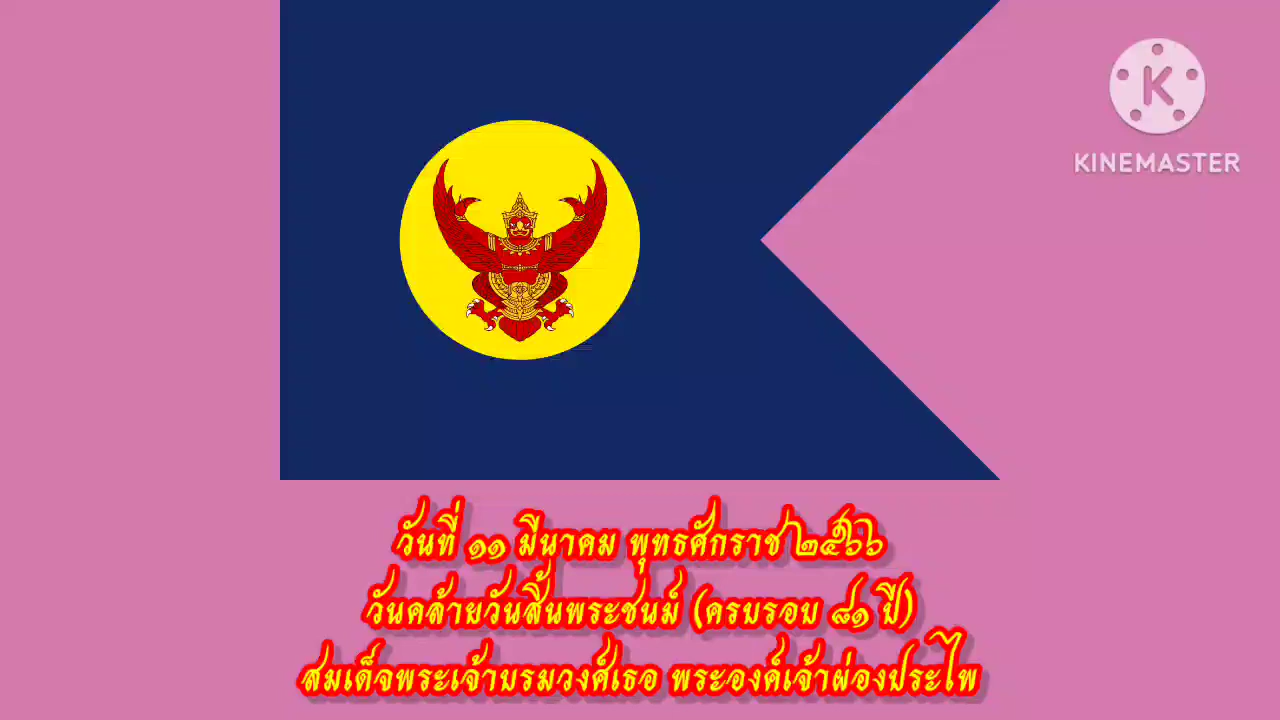 KINEMASTER
วันที่ ๑๑ มีนาคม พุทธศักราช ๒๕๖๖
วันคล้ายวันสิ้นพระชนม์ (ครบรอบ ๘๑ ปี)
สมเด็จพระเจ้าบรมวงศ์เธอ พระองค์เจ้าผ่องประไพ